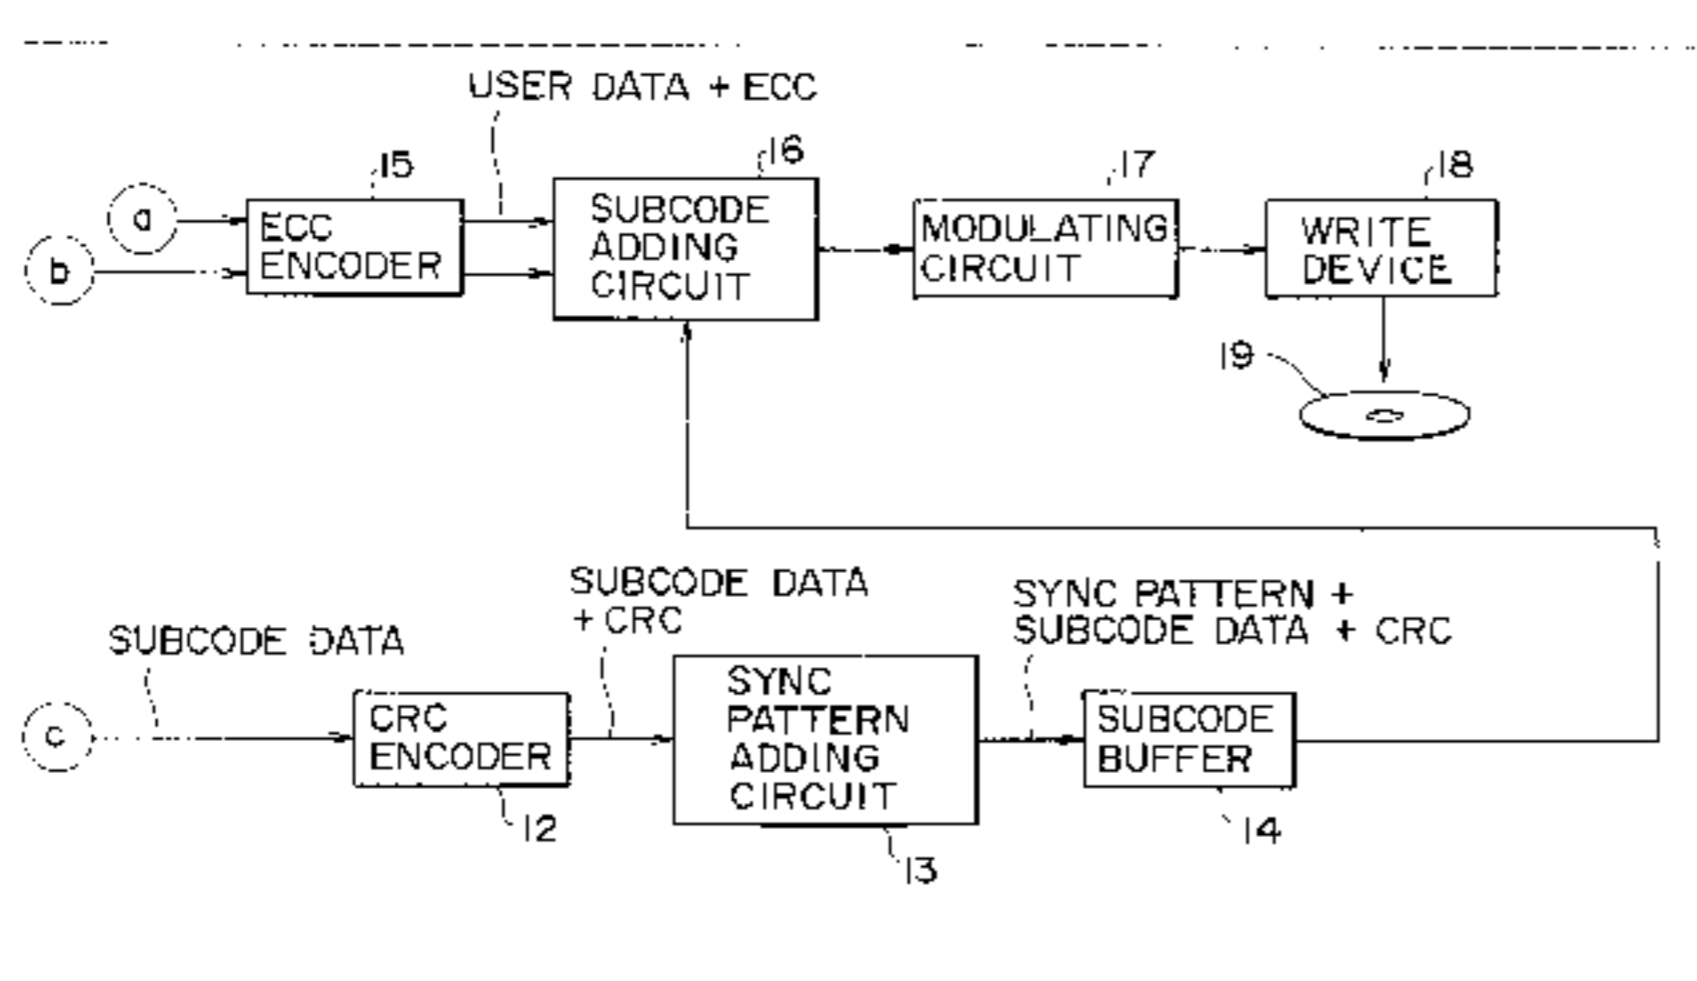 USER DATA + ECC
15
16
17
18
a
b
ECC
ENCODER
SUBCODE
ADDING
CIRCUIT
MODULATING
CIRCUIT
WRITE
DEVICE
19
SUBCODE DATA
+ CRC
SYNC PATTERN +
SUBCODE DATA + CRC
SUBCODE DATA
c
CRC
ENCODER
SYNC
PATTERN
ADDING
CIRCUIT
SUBCODE
BUFFER
12
13
14